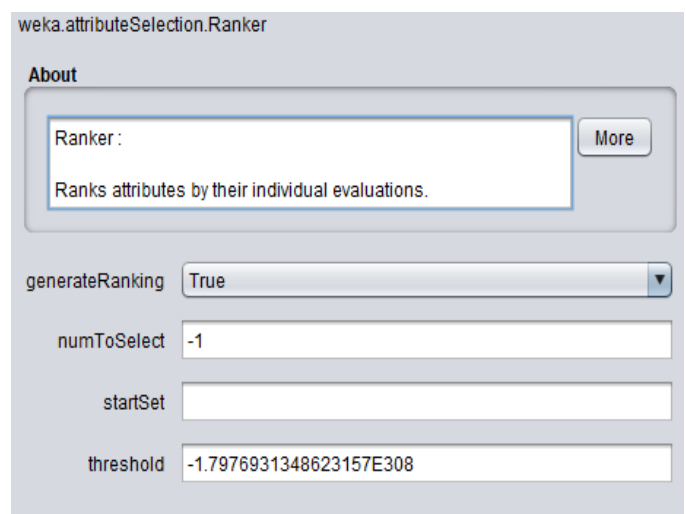 weka.attributeSelection.Ranker
About
Ranker :
More
Ranks attributes by their individual evaluations.
generateRanking True
numToSelect -1
startSet
threshold -1.7976931348623157E308